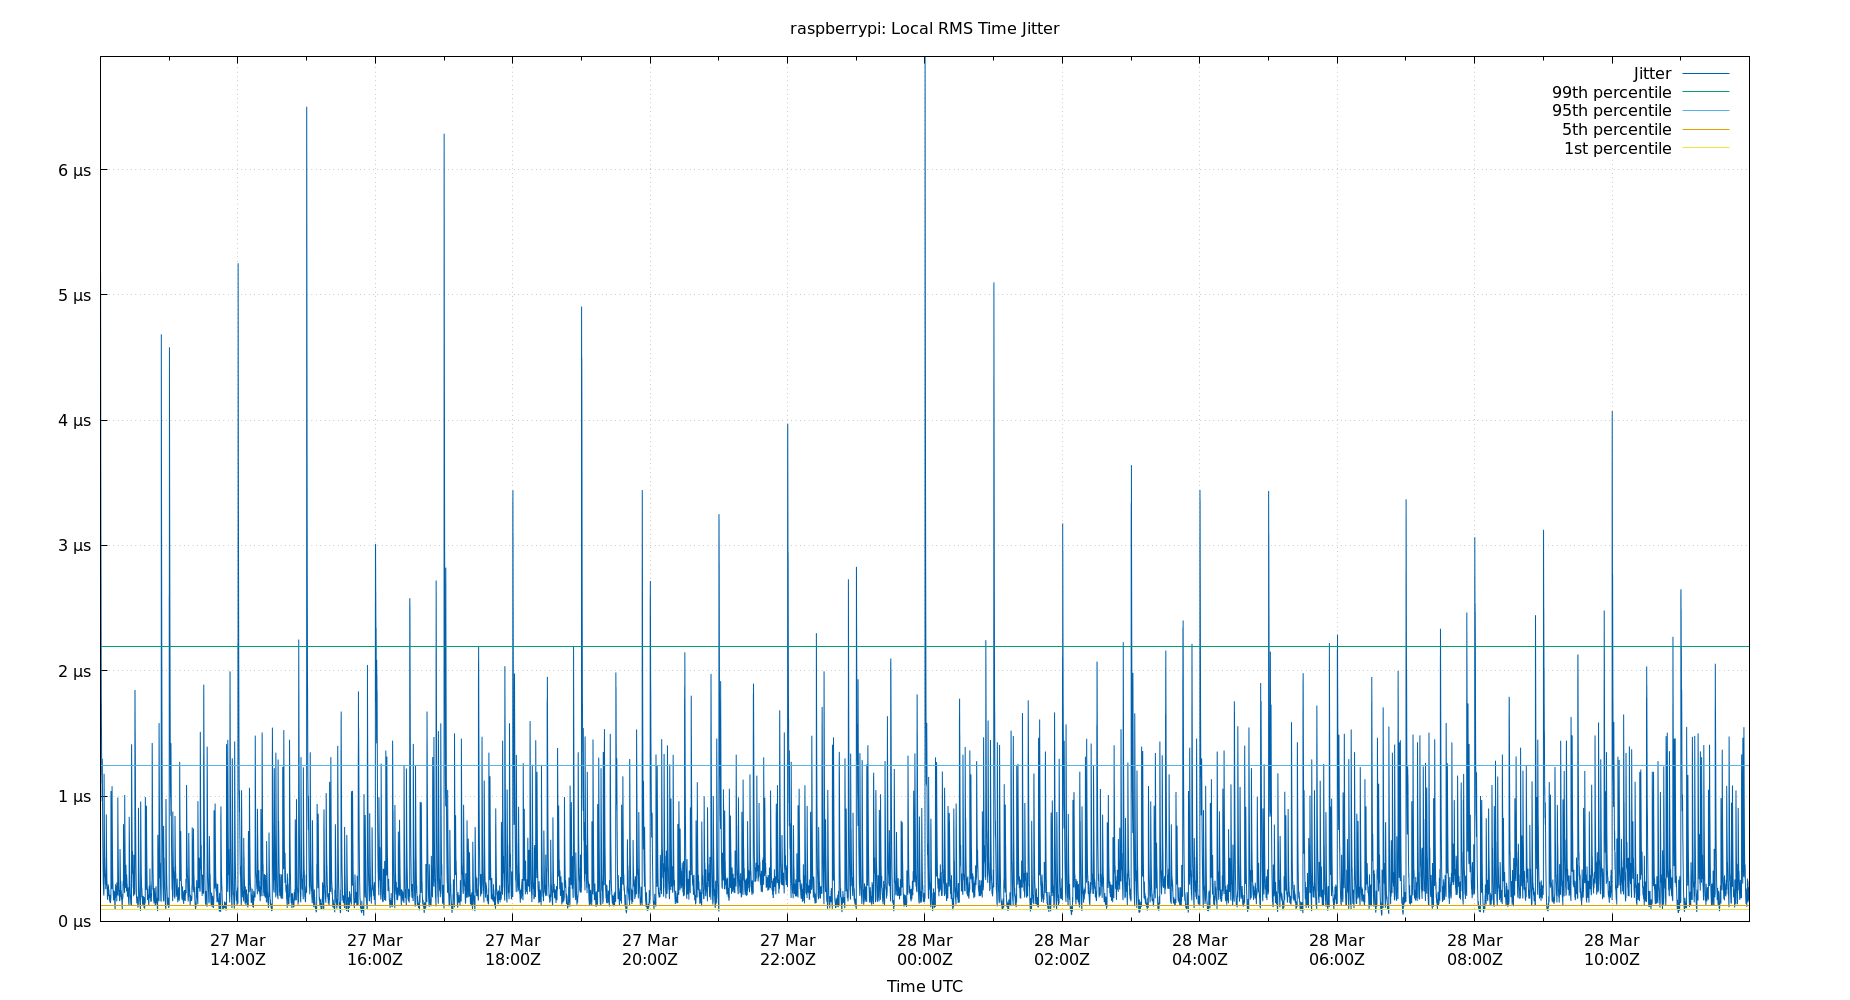 raspberrypi: Local RMS Time Jitter
Jitter
99th percentile
95th percentile
5th percentile
1st percentile
6 µs
5 µs
4 µs
3 µs
2 µs
1 µs
0 µs
27 Mar 27 Mar 27 Mar 27 Mar 27 Mar 28 Mar 28 Mar 28 Mar 28 Mar 28 Mar 28 Mar
14:00Z 16:00Z 18:00Z 20:00Z 22:00Z 00:00Z 02:00Z 04:00Z 06:00Z 08:00Z 10:00Z
Time UTC